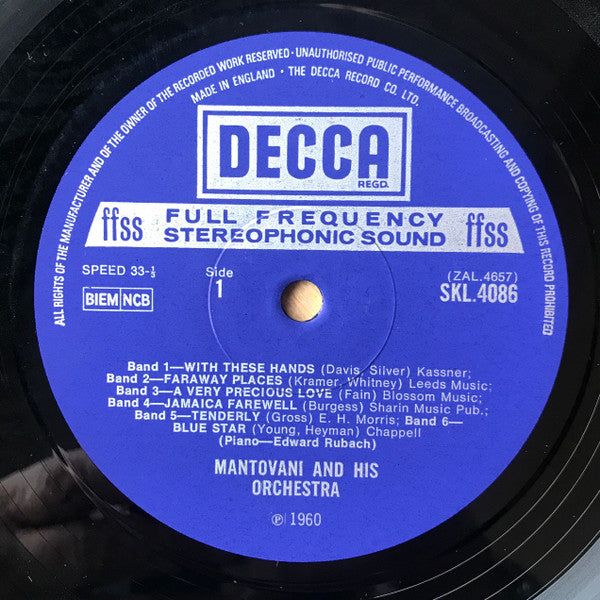 ALL RIGHTS OF THE MANUFACTURER AND OF THE OWNER OF THE RECORDED WORK RESERVED · UNAUTHORISED PUBLIC PERFORMANCE BROADCASTING AND COPYING OF THIS RECORD PROHIBITED
MADE IN ENGLAND · THE DECCA RECORD CO. LTD.
DECCA
REGD.
ffss FULL FREQUENCY STEREOPHONIC SOUND ffss
SPEED 33-⅓
Side
1
(ZAL.4657)
SKL.4086
BIEM NCB
Band 1—WITH THESE HANDS (Davis, Silver) Kassner;
Band 2—FARAWAY PLACES (Kramer, Whitney) Leeds Music;
Band 3—A VERY PRECIOUS LOVE (Fain) Blossom Music;
Band 4—JAMAICA FAREWELL (Burgess) Sharin Music Pub.;
Band 5—TENDERLY (Gross) E. H. Morris; Band 6—
BLUE STAR (Young, Heyman) Chappell
(Piano—Edward Rubach)
MANTOVANI AND HIS
ORCHESTRA
℗ 1960